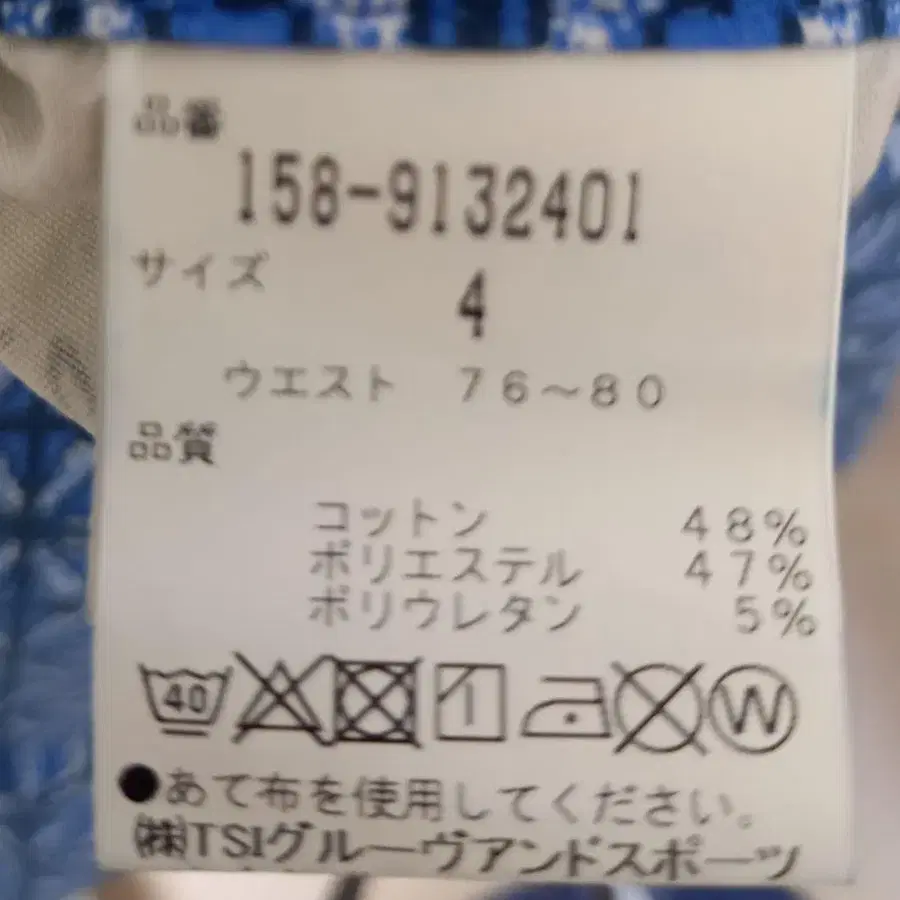 品番
158-9132401
サイズ
4
ウエスト 76~80
品質
コットン 48%
ポリエステル 47%
ポリウレタン 5%
40 W
●あて布を使用してください。
㈱TSIグルーヴアンドスポーツ